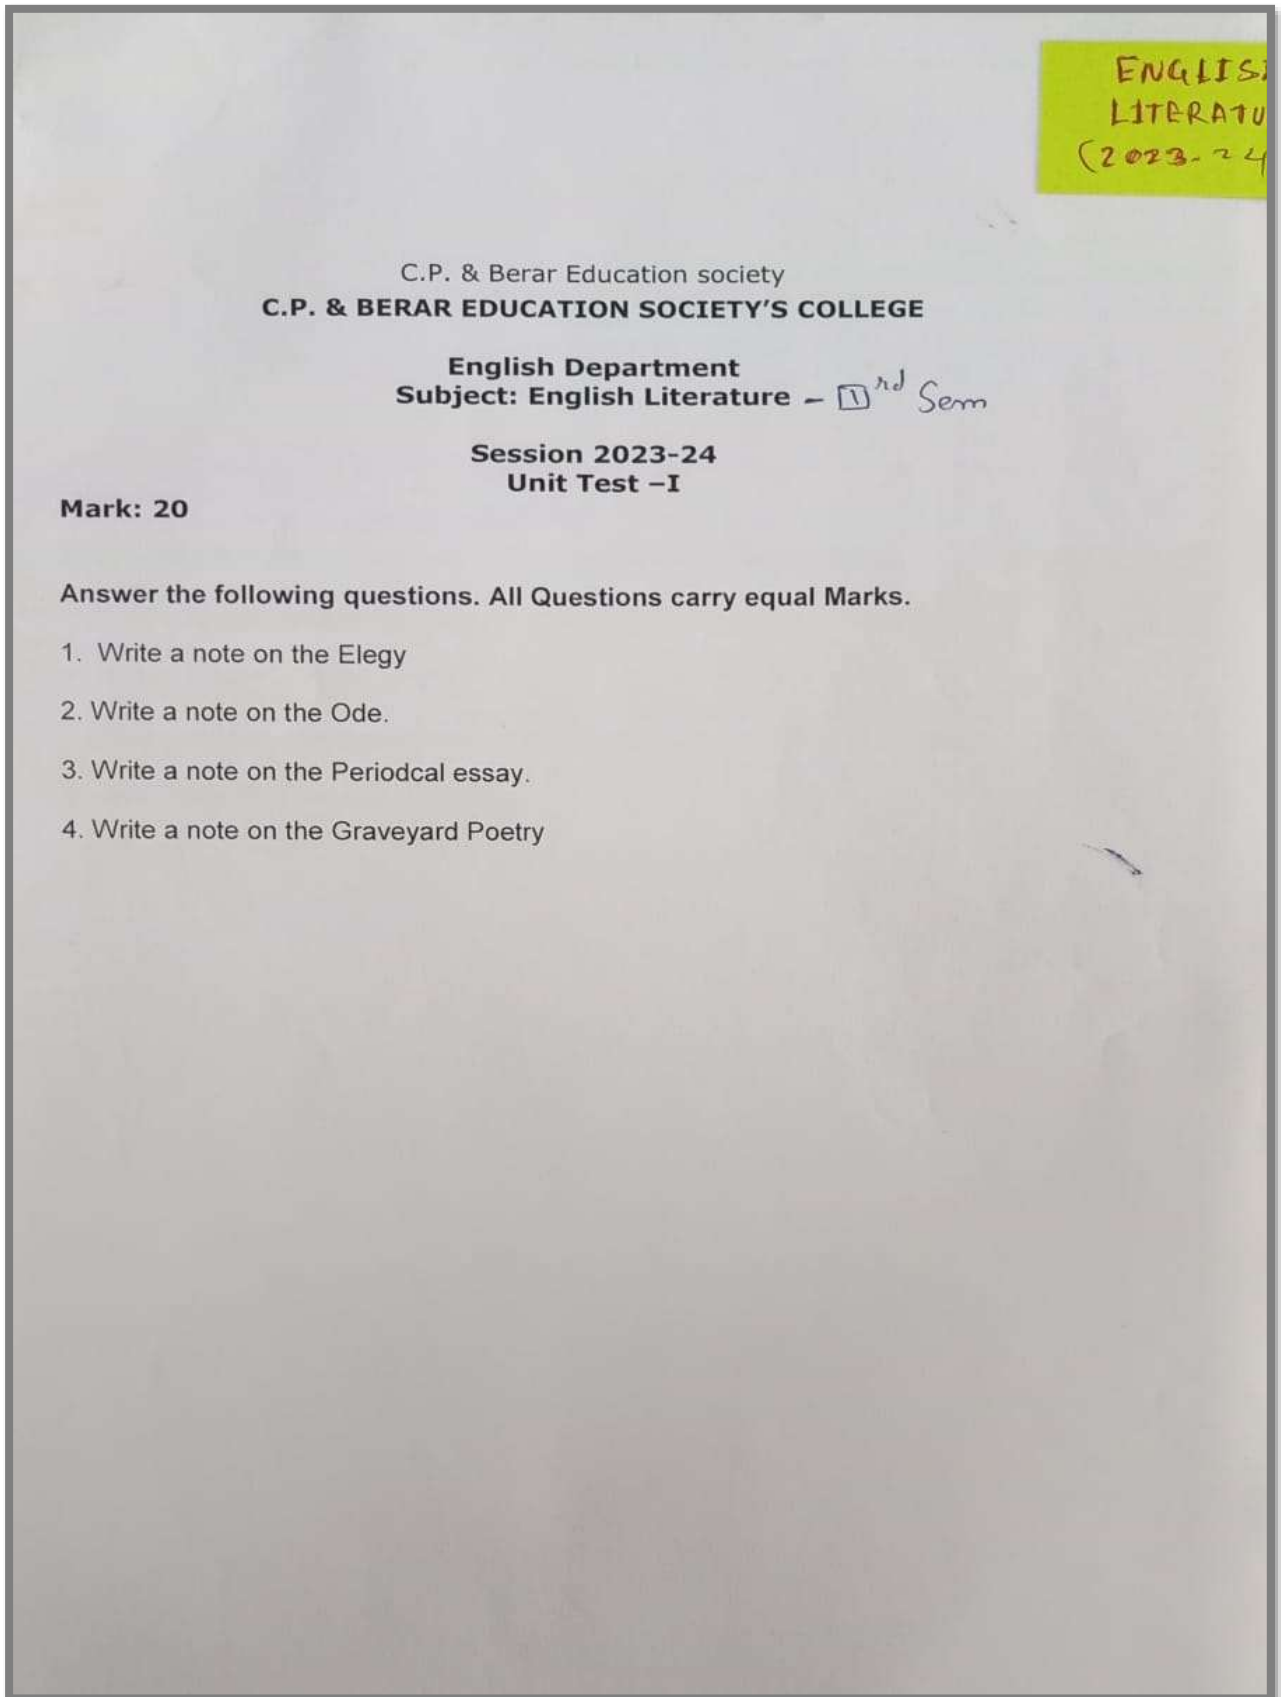 ENGLIS
LITERATU
(2023-24
C.P. & Berar Education society
C.P. & BERAR EDUCATION SOCIETY'S COLLEGE
English Department
Subject: English Literature – III rd Sem
Session 2023-24
Unit Test –I
Mark: 20
Answer the following questions. All Questions carry equal Marks.
1. Write a note on the Elegy
2. Write a note on the Ode.
3. Write a note on the Periodcal essay.
4. Write a note on the Graveyard Poetry